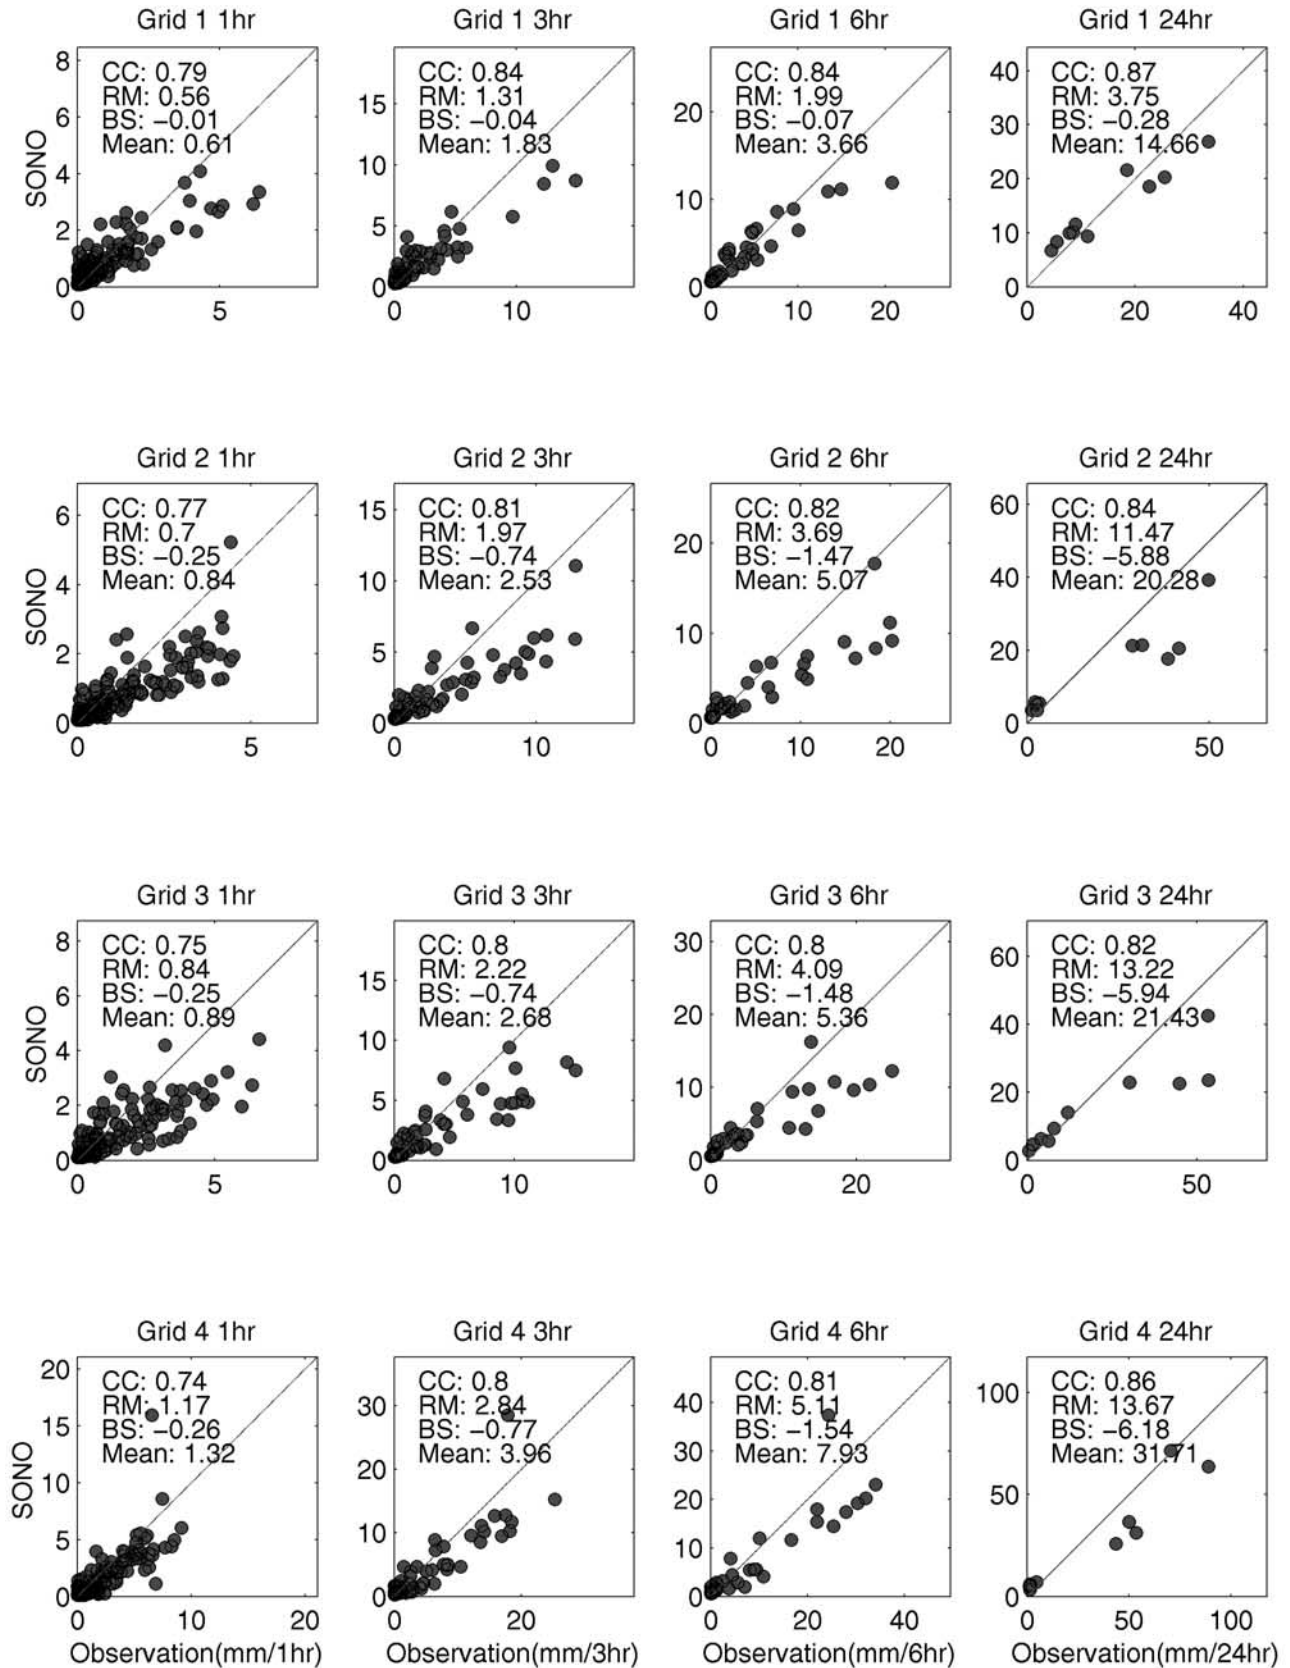 Grid 1 1hr
CC: 0.79
RM: 0.56
BS: −0.01
Mean: 0.61
8
6
4
2
0
0 5
SONO
Grid 1 3hr
CC: 0.84
RM: 1.31
BS: −0.04
Mean: 1.83
15
10
5
0
0 10
Grid 1 6hr
CC: 0.84
RM: 1.99
BS: −0.07
Mean: 3.66
20
10
0
0 10 20
Grid 1 24hr
CC: 0.87
RM: 3.75
BS: −0.28
Mean: 14.66
40
30
20
10
0
0 20 40
Grid 2 1hr
CC: 0.77
RM: 0.7
BS: −0.25
Mean: 0.84
6
4
2
0
0 5
SONO
Grid 2 3hr
CC: 0.81
RM: 1.97
BS: −0.74
Mean: 2.53
15
10
5
0
0 10
Grid 2 6hr
CC: 0.82
RM: 3.69
BS: −1.47
Mean: 5.07
20
10
0
0 10 20
Grid 2 24hr
CC: 0.84
RM: 11.47
BS: −5.88
Mean: 20.28
60
40
20
0
0 50
Grid 3 1hr
CC: 0.75
RM: 0.84
BS: −0.25
Mean: 0.89
8
6
4
2
0
0 5
SONO
Grid 3 3hr
CC: 0.8
RM: 2.22
BS: −0.74
Mean: 2.68
15
10
5
0
0 10
Grid 3 6hr
CC: 0.8
RM: 4.09
BS: −1.48
Mean: 5.36
30
20
10
0
0 20
Grid 3 24hr
CC: 0.82
RM: 13.22
BS: −5.94
Mean: 21.43
60
40
20
0
0 50
Grid 4 1hr
CC: 0.74
RM: 1.17
BS: −0.26
Mean: 1.32
20
15
10
5
0
0 10 20
SONO
Observation(mm/1hr)
Grid 4 3hr
CC: 0.8
RM: 2.84
BS: −0.77
Mean: 3.96
30
20
10
0
0 20
Observation(mm/3hr)
Grid 4 6hr
CC: 0.81
RM: 5.11
BS: −1.54
Mean: 7.93
40
30
20
10
0
0 20 40
Observation(mm/6hr)
Grid 4 24hr
CC: 0.86
RM: 13.67
BS: −6.18
Mean: 31.71
100
50
0
0 50 100
Observation(mm/24hr)